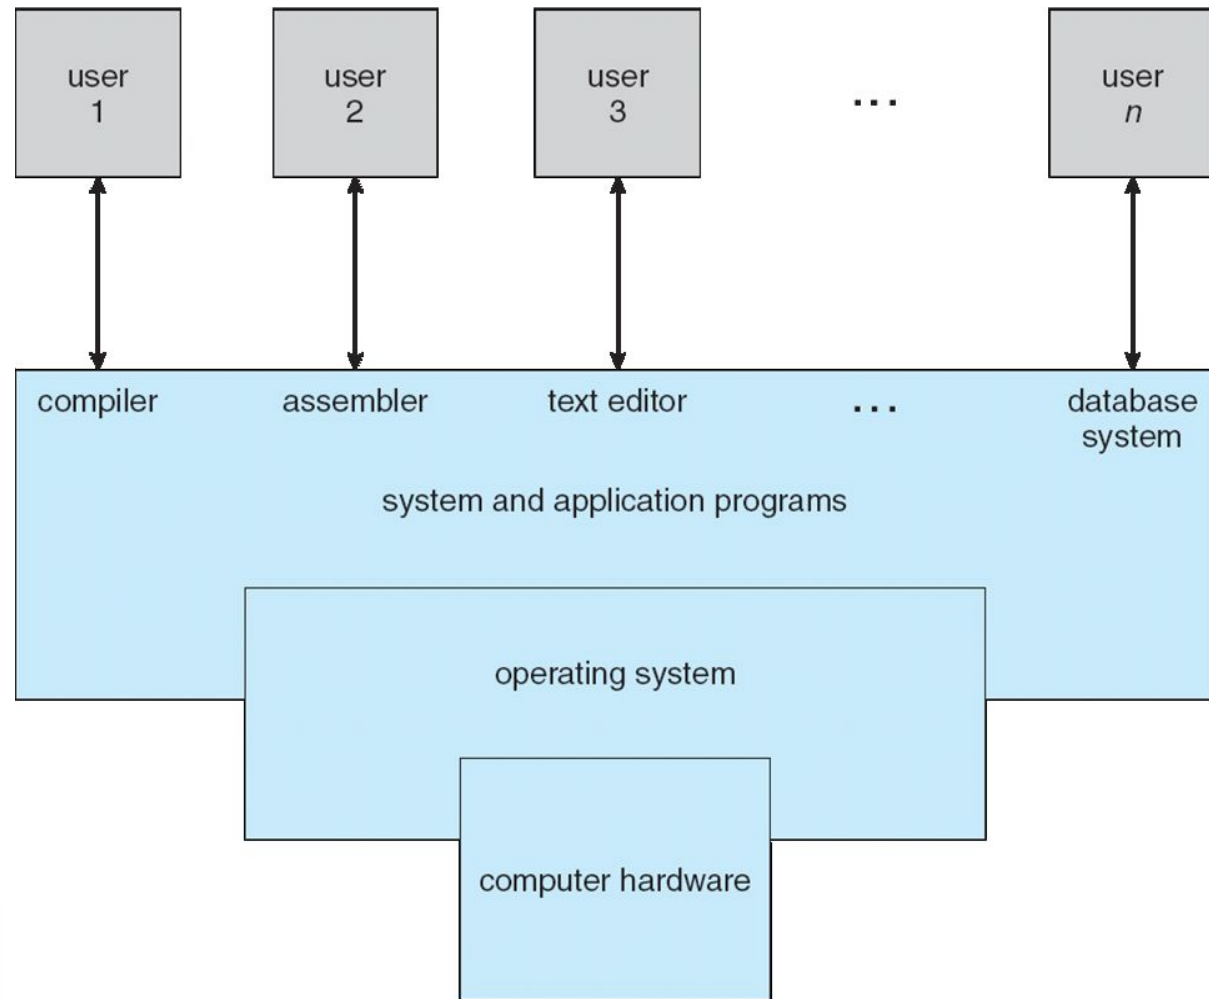 user
1
user
2
user
3
...
user
n
compiler
assembler
text editor
...
database
system
system and application programs
operating system
computer hardware